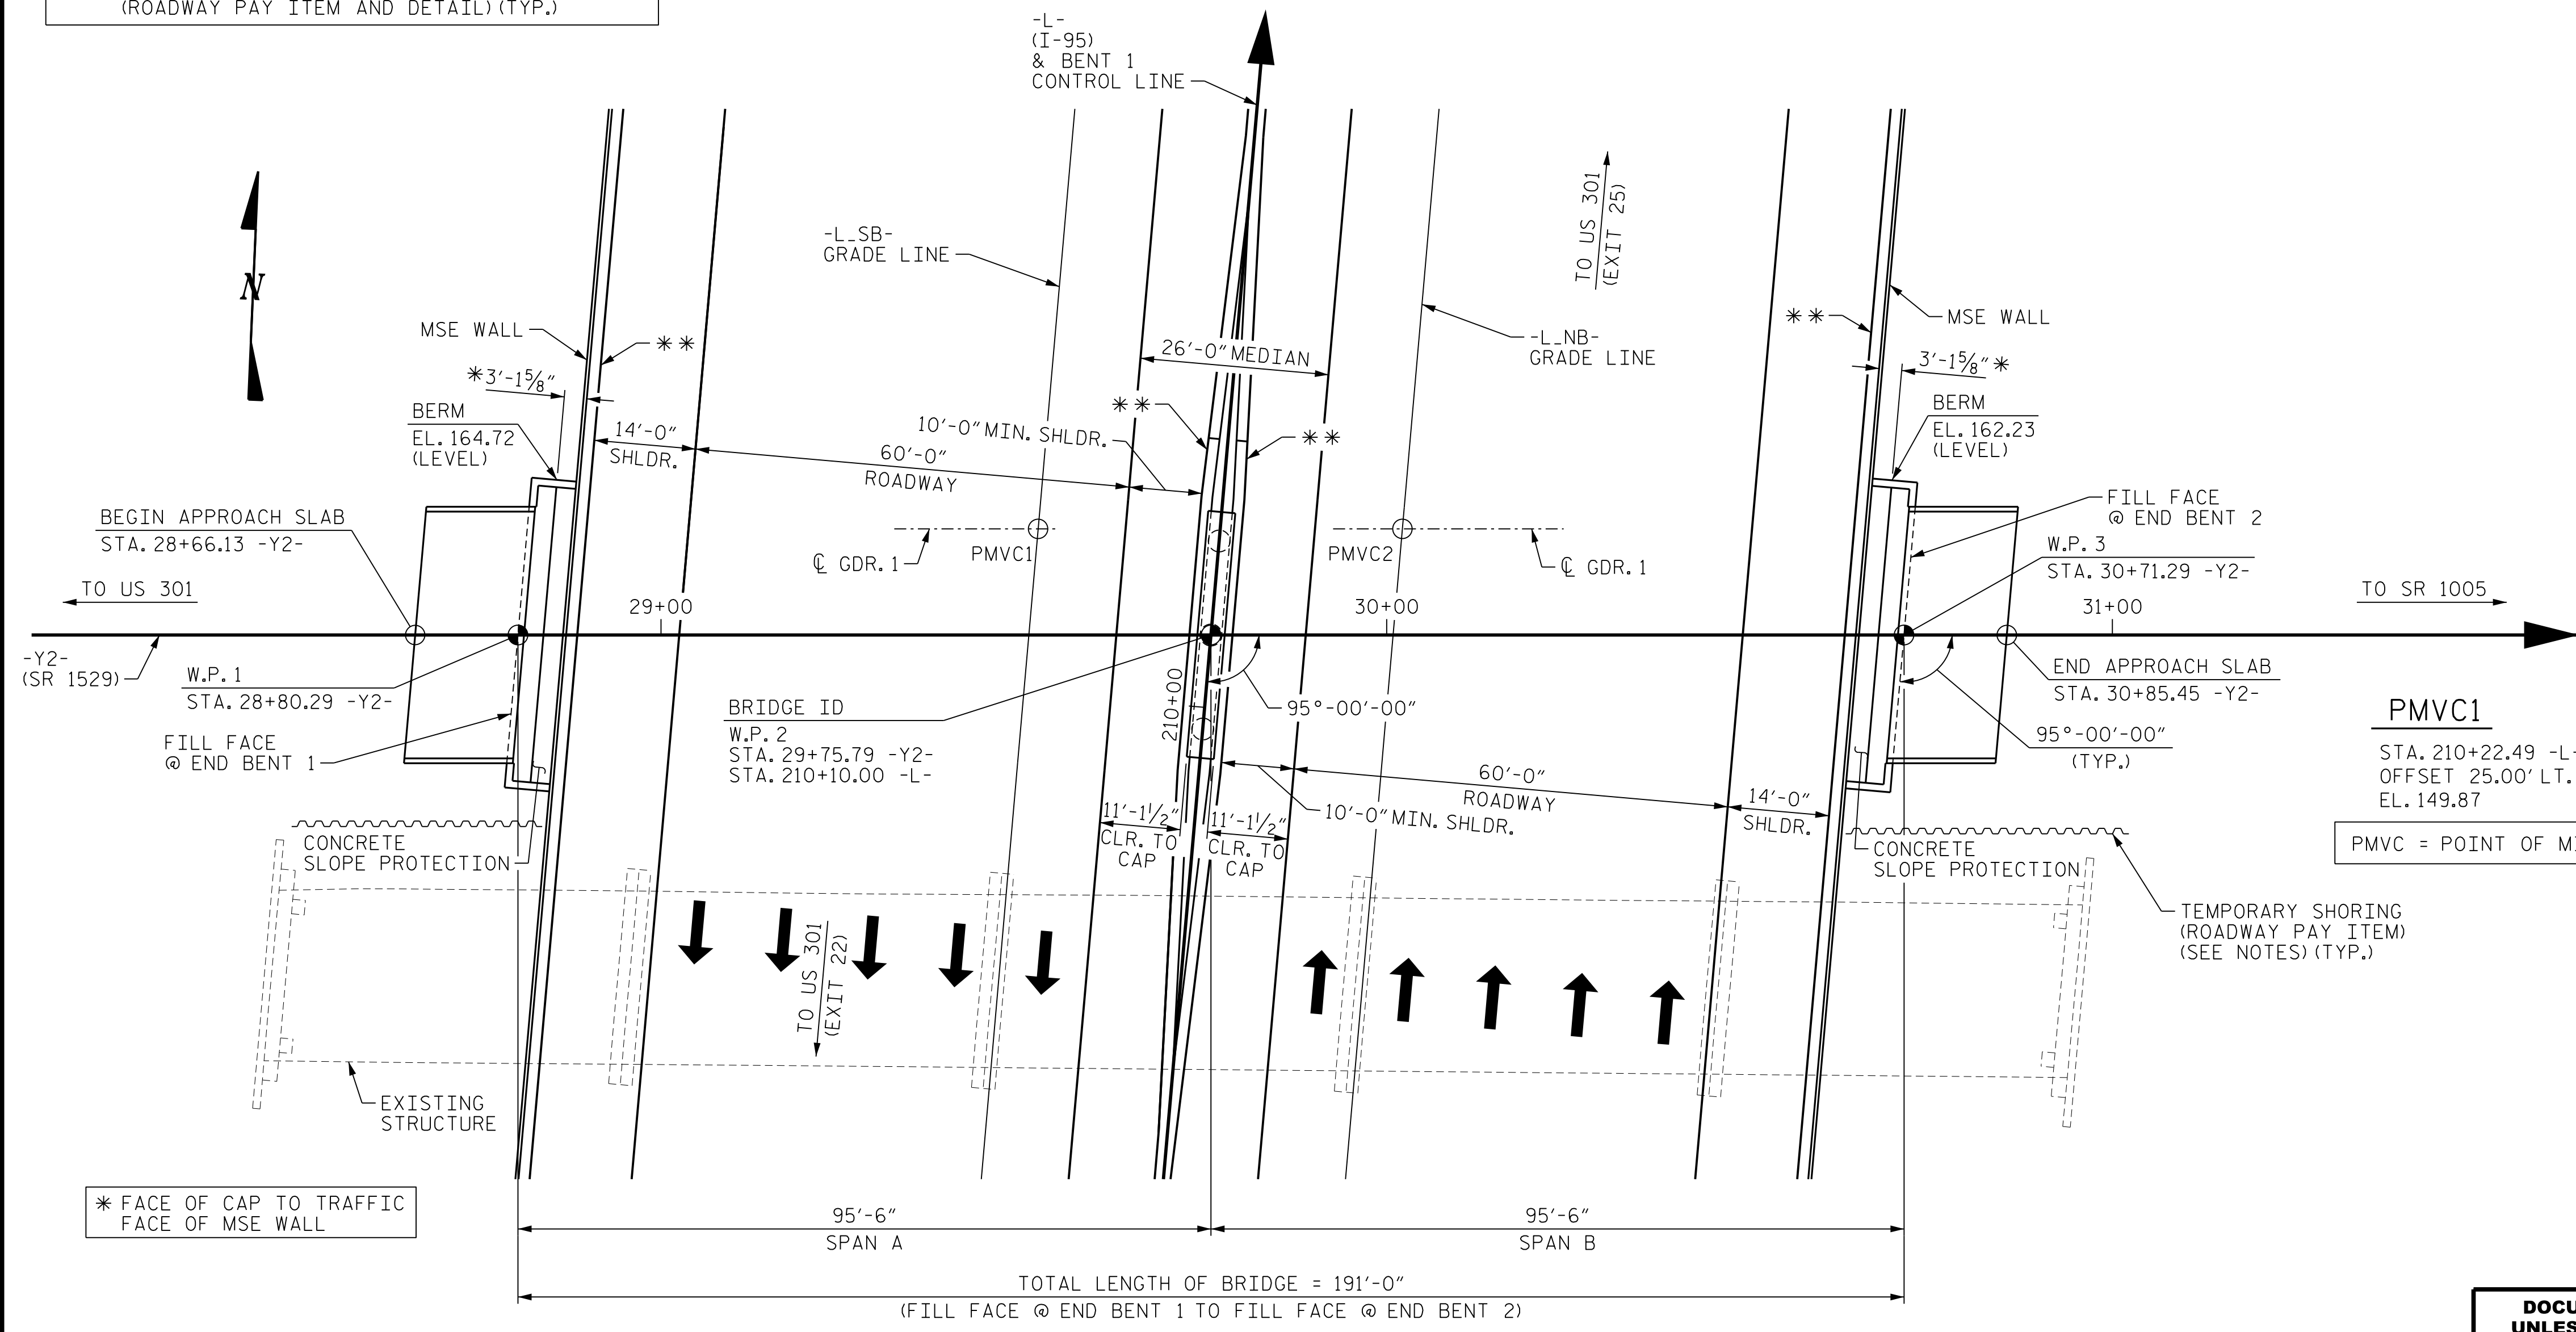 (ROADWAY PAY ITEM AND DETAIL)(TYP.)
-L-
(I-95)
& BENT 1
CONTROL LINE
N
-L_SB-
GRADE LINE
TO US 301
(EXIT 25)
MSE WALL
**
*3'-1⅝"
BERM
EL. 164.72
(LEVEL)
14'-0"
SHLDR.
60'-0"
ROADWAY
10'-0" MIN. SHLDR.
26'-0" MEDIAN
**
**
-L_NB-
GRADE LINE
**
MSE WALL
3'-1⅝" *
BERM
EL. 162.23
(LEVEL)
BEGIN APPROACH SLAB
STA. 28+66.13 -Y2-
FILL FACE
@ END BENT 2
W.P. 3
STA. 30+71.29 -Y2-
℄ GDR. 1
PMVC1
PMVC2
℄ GDR. 1
TO US 301
29+00
30+00
31+00
TO SR 1005
-Y2-
(SR 1529)
W.P. 1
STA. 28+80.29 -Y2-
FILL FACE
@ END BENT 1
BRIDGE ID
W.P. 2
STA. 29+75.79 -Y2-
STA. 210+10.00 -L-
210+00
95°-00'-00"
END APPROACH SLAB
STA. 30+85.45 -Y2-
95°-00'-00"
(TYP.)
PMVC1
STA. 210+22.49 -L-
OFFSET 25.00' LT.
EL. 149.87
PMVC = POINT OF M
60'-0"
ROADWAY
14'-0"
SHLDR.
10'-0" MIN. SHLDR.
11'-1½"
CLR. TO
CAP
11'-1½"
CLR. TO
CAP
CONCRETE
SLOPE PROTECTION
CONCRETE
SLOPE PROTECTION
TEMPORARY SHORING
(ROADWAY PAY ITEM)
(SEE NOTES)(TYP.)
TO US 301
(EXIT 22)
EXISTING
STRUCTURE
* FACE OF CAP TO TRAFFIC
FACE OF MSE WALL
95'-6"
SPAN A
95'-6"
SPAN B
TOTAL LENGTH OF BRIDGE = 191'-0"
(FILL FACE @ END BENT 1 TO FILL FACE @ END BENT 2)
DOCU
UNLES